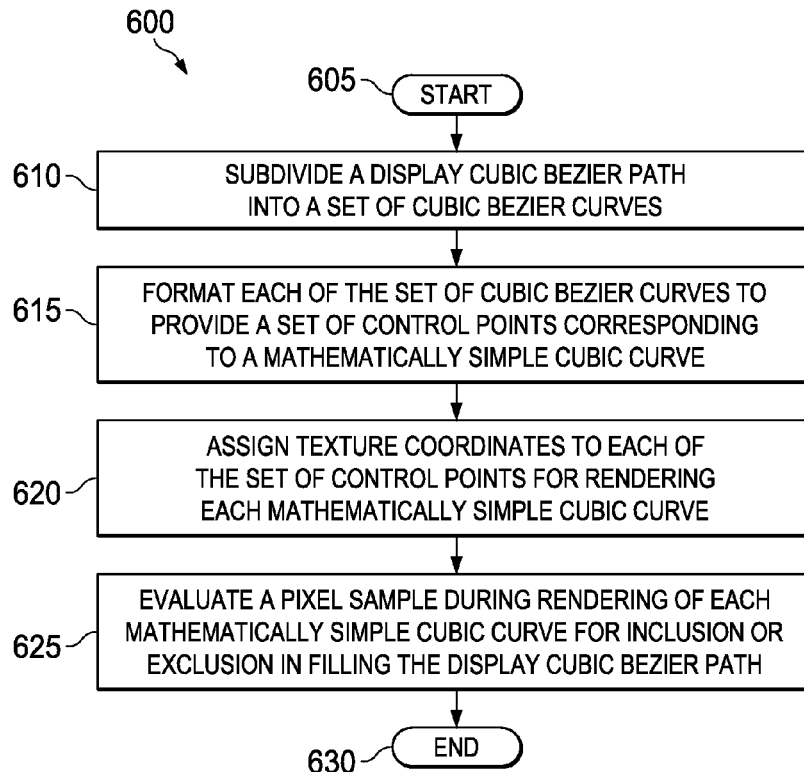 600
605
START
610
SUBDIVIDE A DISPLAY CUBIC BEZIER PATH
INTO A SET OF CUBIC BEZIER CURVES
615
FORMAT EACH OF THE SET OF CUBIC BEZIER CURVES TO
PROVIDE A SET OF CONTROL POINTS CORRESPONDING
TO A MATHEMATICALLY SIMPLE CUBIC CURVE
620
ASSIGN TEXTURE COORDINATES TO EACH OF
THE SET OF CONTROL POINTS FOR RENDERING
EACH MATHEMATICALLY SIMPLE CUBIC CURVE
625
EVALUATE A PIXEL SAMPLE DURING RENDERING OF EACH
MATHEMATICALLY SIMPLE CUBIC CURVE FOR INCLUSION OR
EXCLUSION IN FILLING THE DISPLAY CUBIC BEZIER PATH
630
END